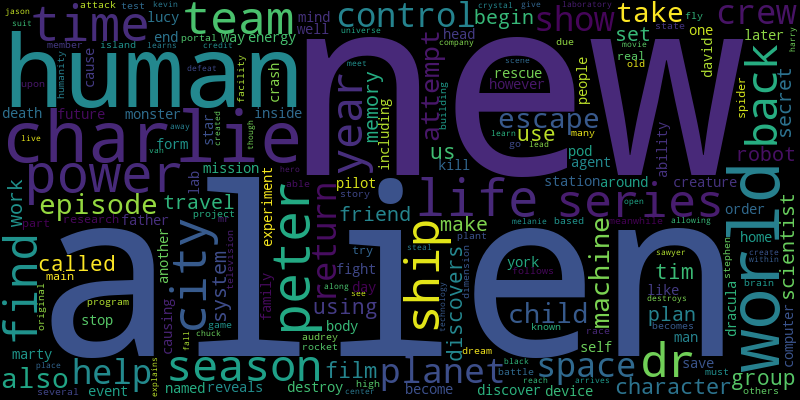 jason attack test kevin
time
lucy
team
control
begin
show
take
crew
suit
portal way energy
mind
well
universe
head
movie
fly
state
set
one
later
harry
member island learns
end
credit
company
scene
due
old
real
david
human
new
humanity
cause
upon
defeat
facility
crash
meet
building
rescue
however
people
spider
back
secret
death future monster inside
memory
including
attempt
escape
use
learn lead
many
go
ability
charlie
year
us
kill
pod
agent
robot
live
van
away
form
star
created
though
hero
power
lab
mission
able
pilot
story
station around creature
open
work
episode
travel
return
life series
world
part
research father
project
experiment
friend
make
melanie based
meanwhile allowing
order
scientist
find
city
peter
ship
discovers
plant
dimension
york
follows
machine
tim
sawyer
home
stephen
create
within
called
main
another
system
television
family
try
fight
day
steal
technology
known
child
like
destroys
dracula
brain
computer
original
alien
program
stop
causing
game
along
see
using
body
race
becomes
plan
man
marty
place
explains
fall
chuck
audrey
rocket
dream
black
battle
self
dr
save
must
gray
also
help
season
film
planet
space
character
group
several
event
named reveals
destroy
high
center
become
reach
arrives
discover device
others